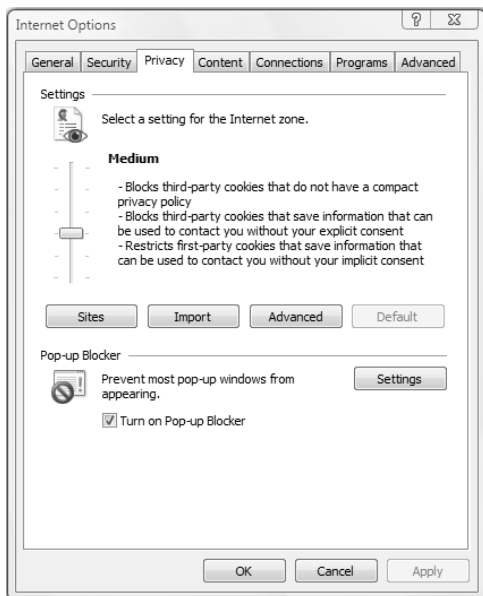 Internet Options
General Security Privacy Content Connections Programs Advanced
Settings
Select a setting for the Internet zone.
Medium
- Blocks third-party cookies that do not have a compact
privacy policy
- Blocks third-party cookies that save information that can
be used to contact you without your explicit consent
- Restricts first-party cookies that save information that
can be used to contact you without your implicit consent
Sites Import Advanced Default
Pop-up Blocker
Prevent most pop-up windows from
appearing.
Settings
Turn on Pop-up Blocker
OK Cancel Apply